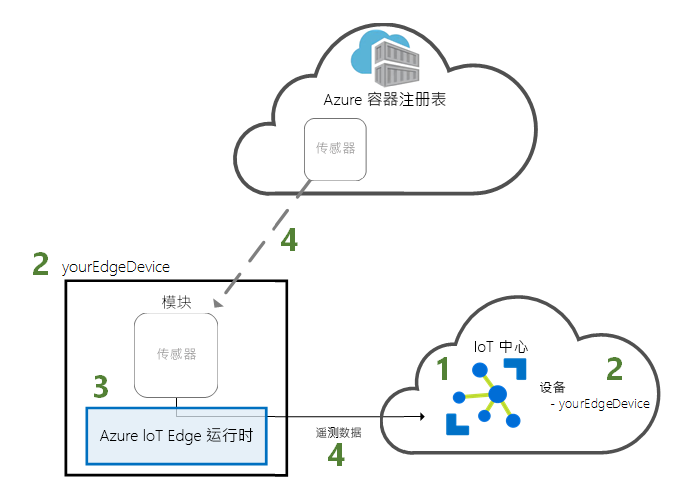 Azure 容器注册表
传感器
4
2
yourEdgeDevice
模块
传感器
3
Azure IoT Edge 运行时
遥测数据
4
IoT 中心
1
设备
2
- yourEdgeDevice